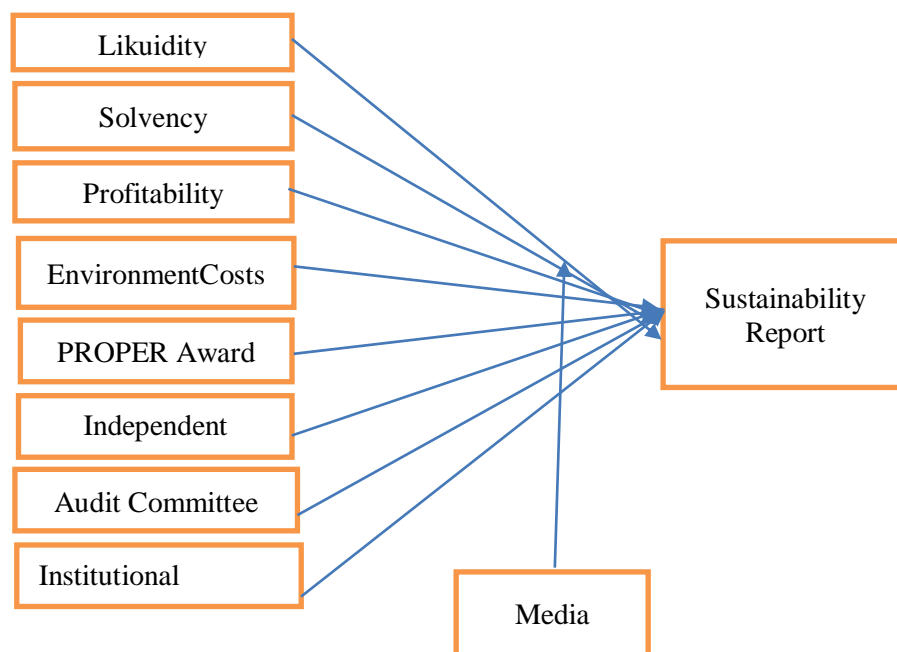 Likuidity
Solvency
Profitability
EnvironmentCosts
PROPER Award
Independent
Audit Committee
Institutional
Sustainability
Report
Media